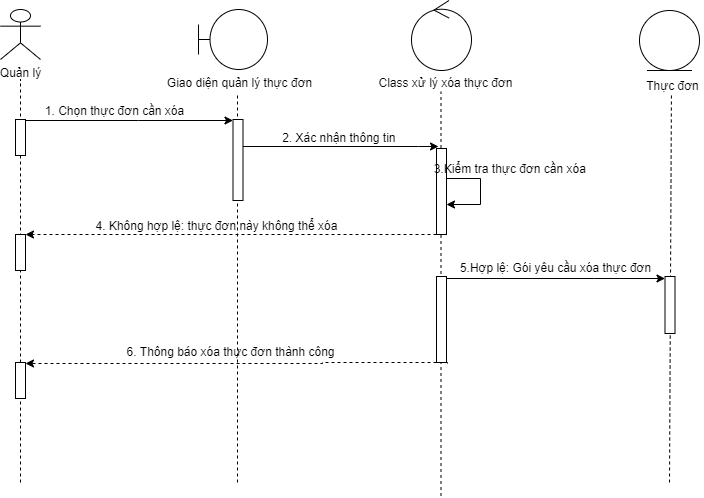 Quản lý
Giao diện quản lý thực đơn
Class xử lý xóa thực đơn
Thực đơn
1. Chọn thực đơn cần xóa
2. Xác nhận thông tin
3.Kiểm tra thực đơn cần xóa
4. Không hợp lệ: thực đơn này không thể xóa
5.Hợp lệ: Gói yêu cầu xóa thực đơn
6. Thông báo xóa thực đơn thành công